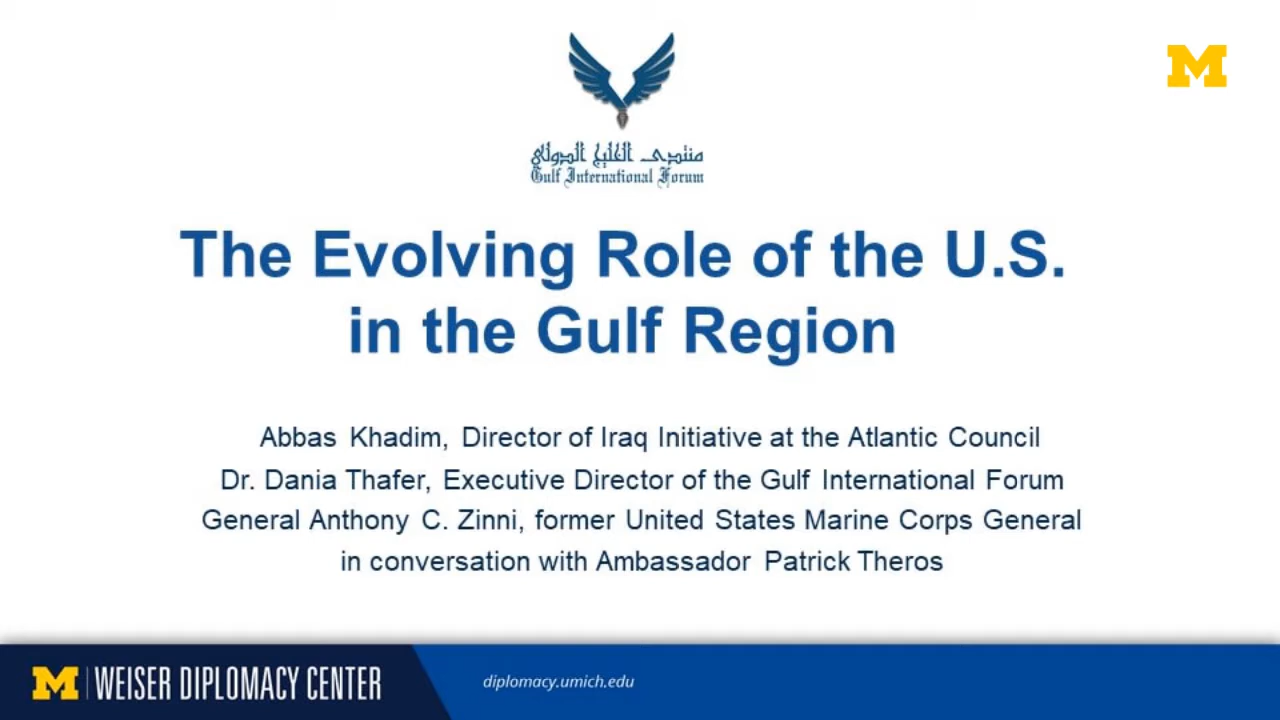 M
منتدى الخليج الدولي
Gulf International Forum
The Evolving Role of the U.S.
in the Gulf Region
Abbas Khadim, Director of Iraq Initiative at the Atlantic Council
Dr. Dania Thafer, Executive Director of the Gulf International Forum
General Anthony C. Zinni, former United States Marine Corps General
in conversation with Ambassador Patrick Theros
M WEISER DIPLOMACY CENTER
diplomacy.umich.edu